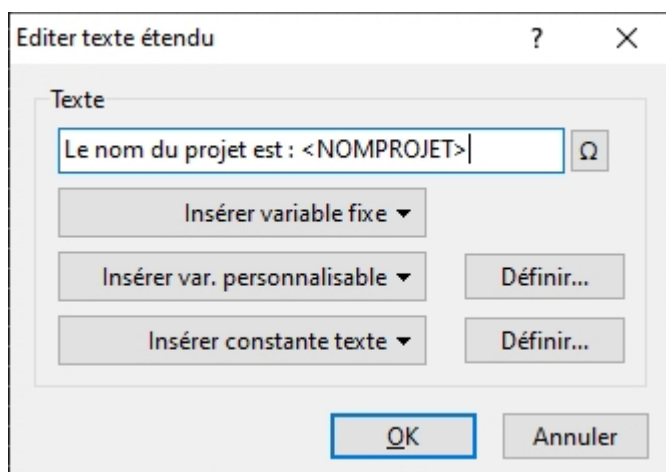 Editer texte étendu ? ×
Texte
Le nom du projet est : <NOMPROJET> Ω
Insérer variable fixe
Insérer var. personnalisable Définir...
Insérer constante texte Définir...
OK Annuler